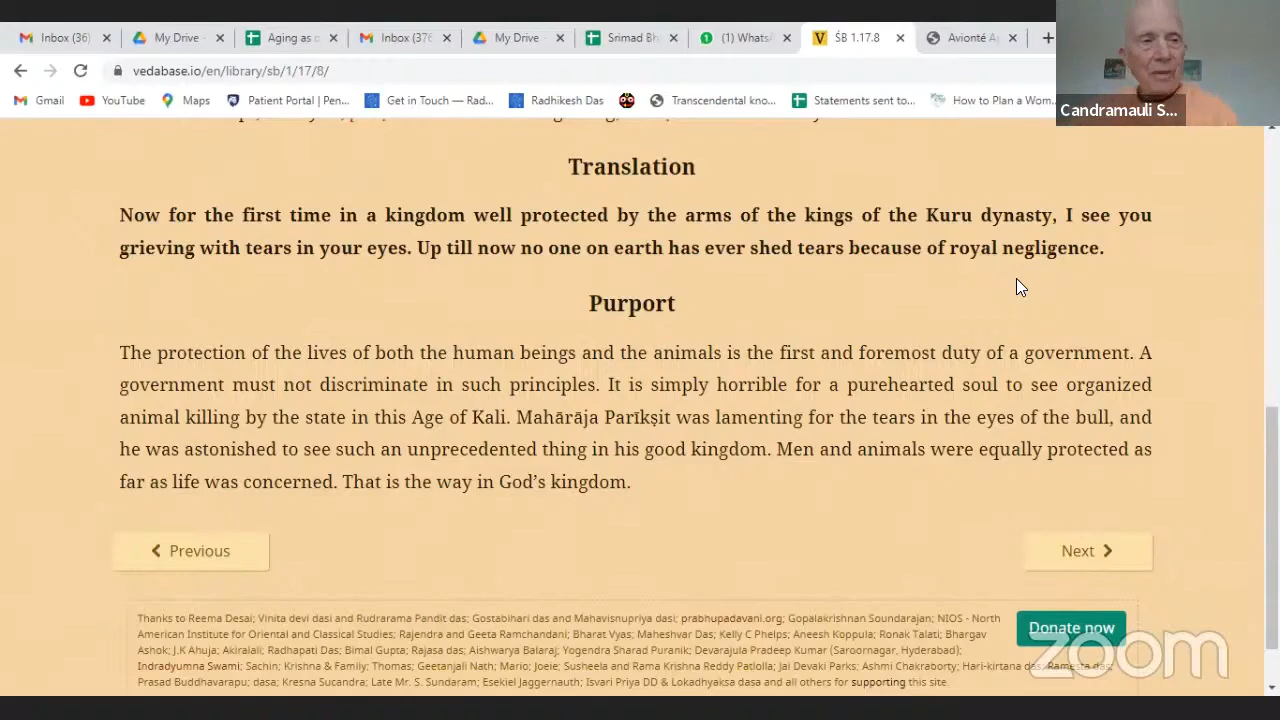 Inbox (36)
My Drive -
Aging as
Inbox (376
My Drive -
Srimad Bh
(1) Whats
ŚB 1.17.8
Avionté A
vedabase.io/en/library/sb/1/17/8/
Gmail
YouTube
Maps
Patient Portal | Pen...
Get in Touch — Rad...
Radhikesh Das
Transcendental kno...
Statements sent to...
How to Plan a Wom...
Candramauli S...
Translation
Now for the first time in a kingdom well protected by the arms of the kings of the Kuru dynasty, I see you
grieving with tears in your eyes. Up till now no one on earth has ever shed tears because of royal negligence.
Purport
The protection of the lives of both the human beings and the animals is the first and foremost duty of a government. A
government must not discriminate in such principles. It is simply horrible for a purehearted soul to see organized
animal killing by the state in this Age of Kali. Mahārāja Parīkṣit was lamenting for the tears in the eyes of the bull, and
he was astonished to see such an unprecedented thing in his good kingdom. Men and animals were equally protected as
far as life was concerned. That is the way in God's kingdom.
Previous
Next
Thanks to Reema Desai; Vinita devi dasi and Rudrarama Pandit das; Gostabihari das and Mahavisnupriya dasi; prabhupadavani.org; Gopalakrishnan Soundarajan; NIOS - North
American Institute for Oriental and Classical Studies; Rajendra and Geeta Ramchandani; Bharat Vyas; Maheshvar Das; Kelly C Phelps; Aneesh Koppula; Ronak Talati; Bhargav
Ashok; J.K Ahuja; Akiralali; Radhapati Das; Bimal Gupta; Rajasa das; Aishwarya Balaraj; Yogendra Sharad Puranik; Devarajula Pradeep Kumar (Saroornagar, Hyderabad);
Indradyumna Swami; Sachin; Krishna & Family; Thomas; Geetanjali Nath; Mario; Joeie; Susheela and Rama Krishna Reddy Patlolla; Jai Devaki Parks; Ashmi Chakraborty; Hari-kirtana das; Ramesta das;
Prasad Buddhavarapu; dasa; Kresna Sucandra; Late Mr. S. Sundaram; Esekiel Jaggernauth; Isvari Priya DD & Lokadhyaksa dasa and all others for supporting this site.
Donate now
zoom